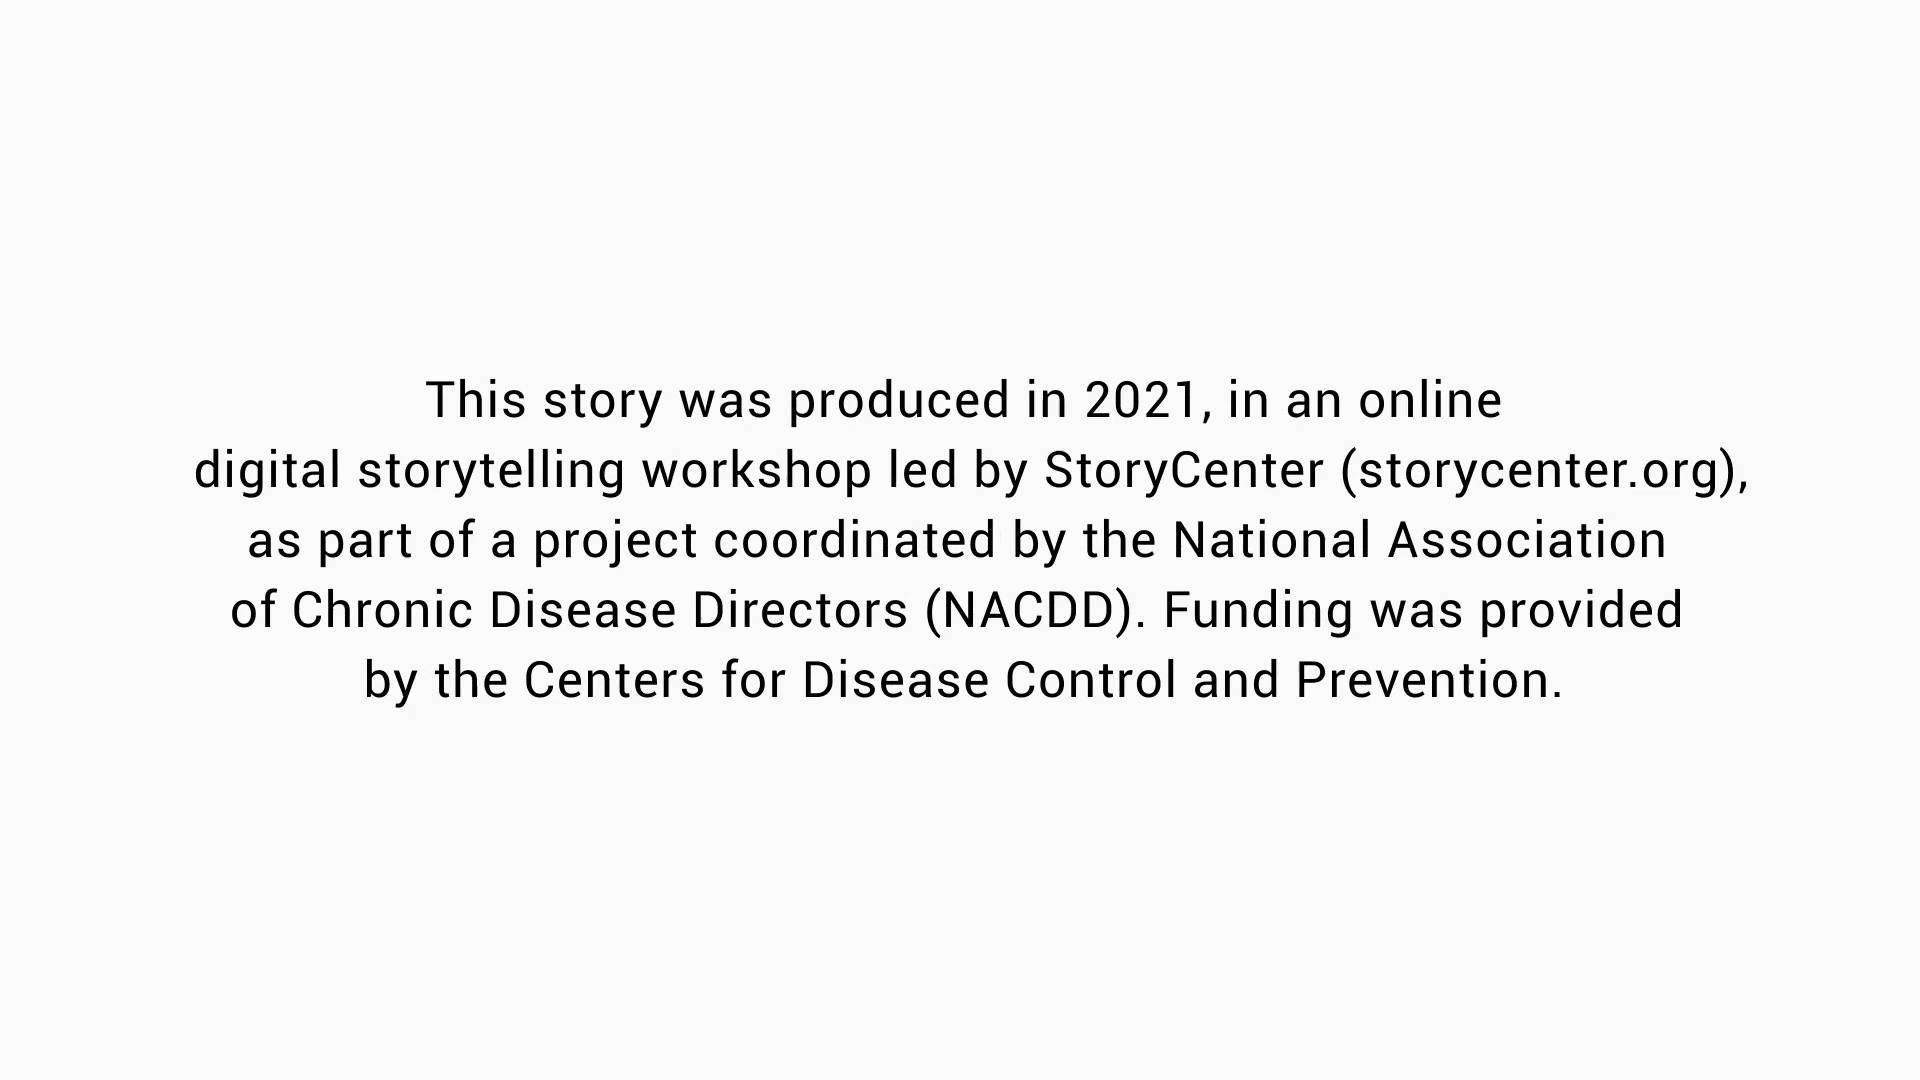 This story was produced in 2021, in an online
digital storytelling workshop led by StoryCenter (storycenter.org),
as part of a project coordinated by the National Association
of Chronic Disease Directors (NACDD). Funding was provided
by the Centers for Disease Control and Prevention.